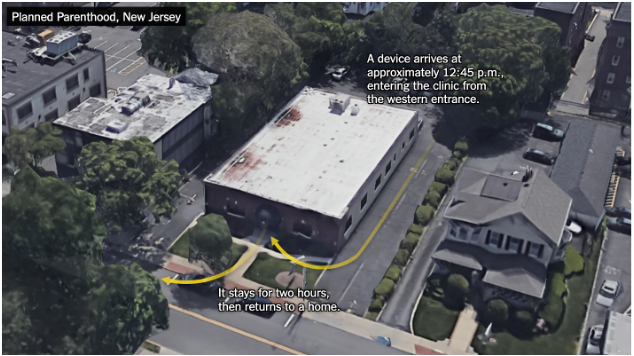 Planned Parenthood, New Jersey
A device arrives at
approximately 12:45 p.m.,
entering the clinic from
the western entrance.
It stays for two hours,
then returns to a home.